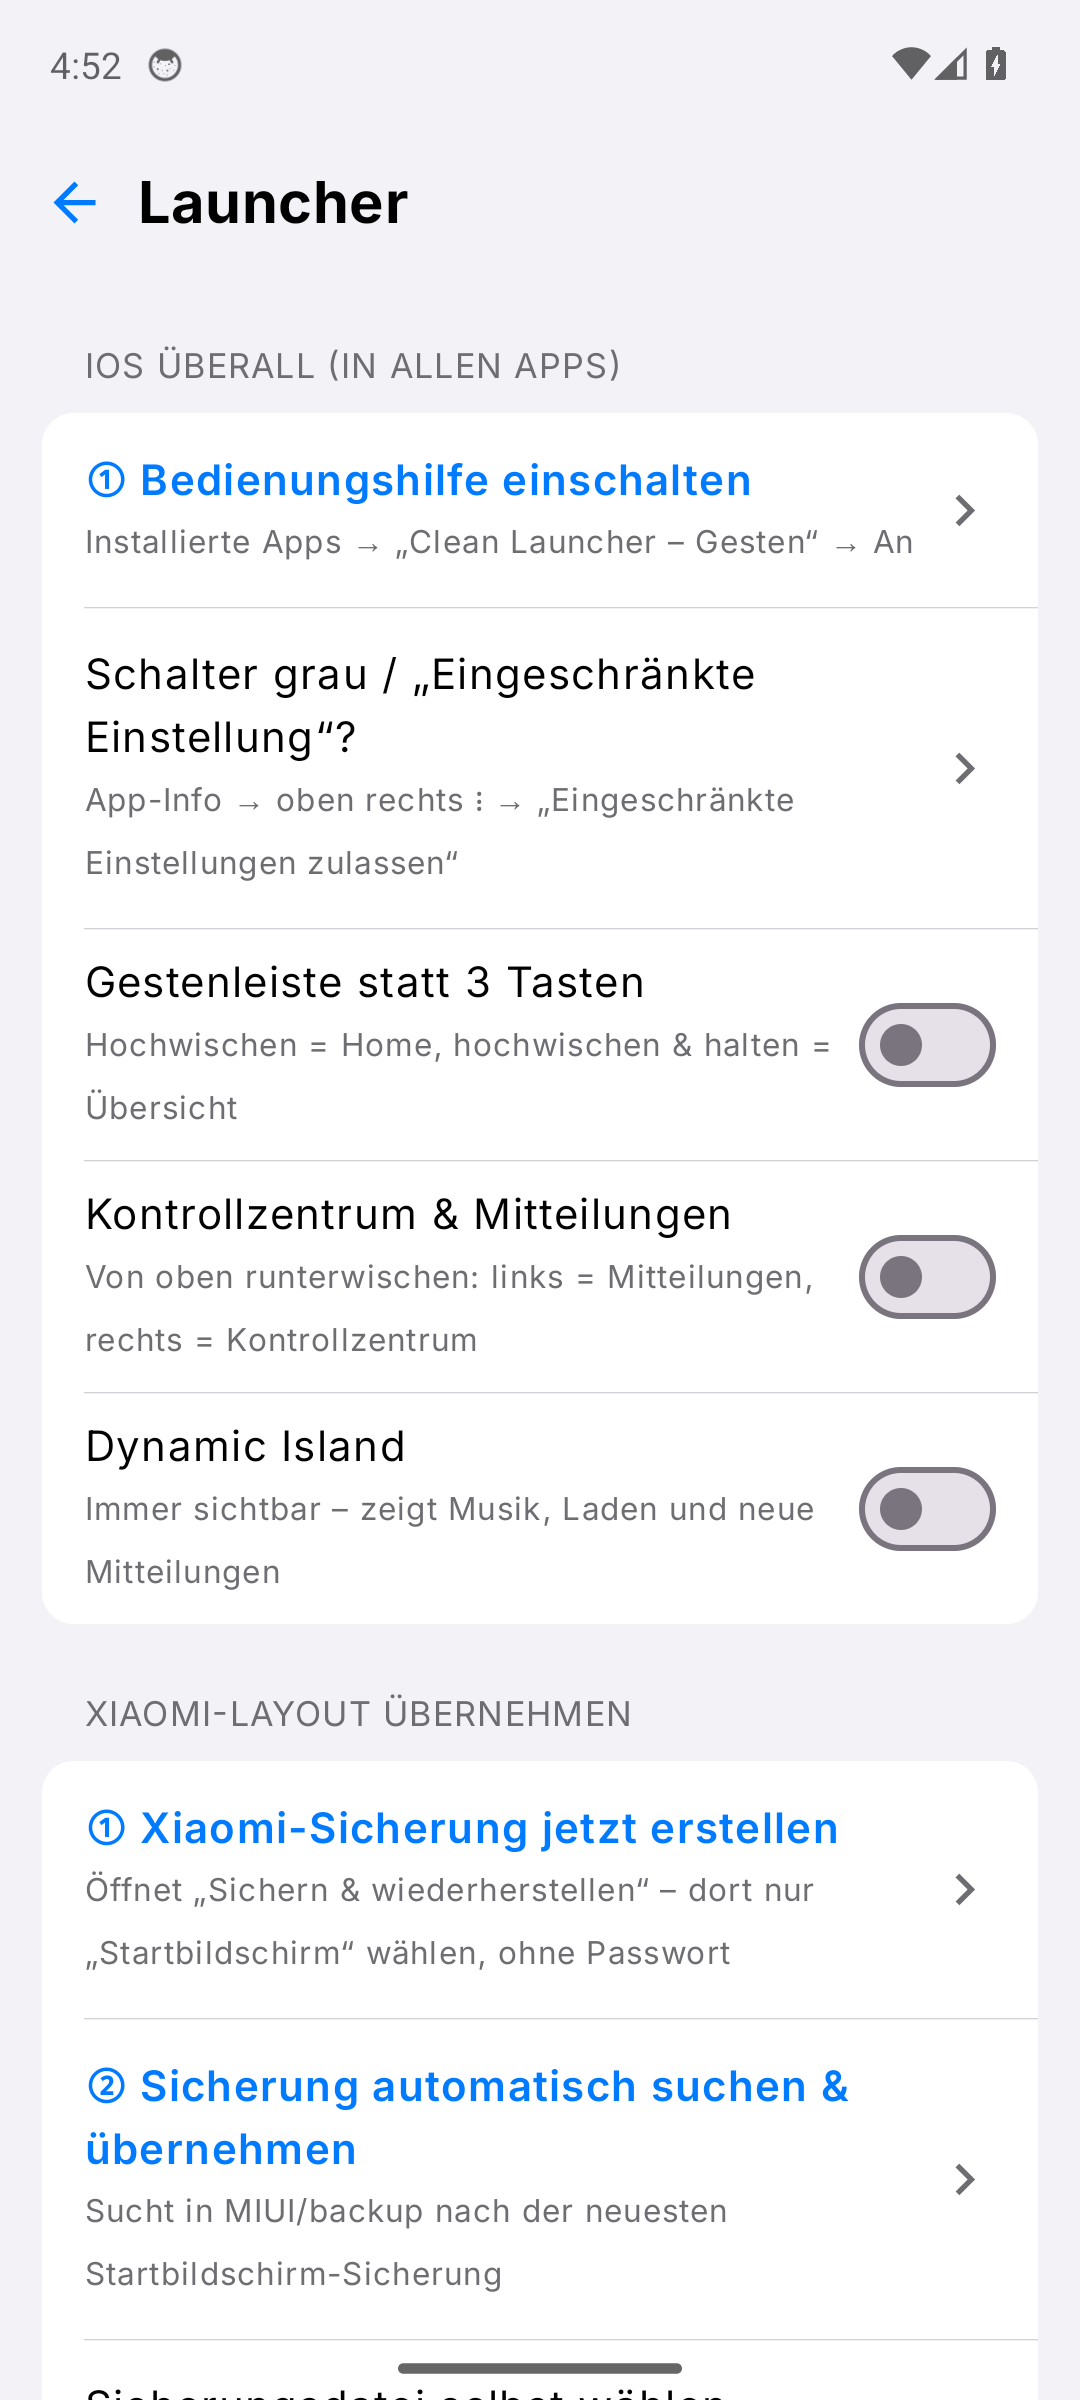 4:52
Launcher
IOS ÜBERALL (IN ALLEN APPS)
① Bedienungshilfe einschalten
Installierte Apps → „Clean Launcher – Gesten“ → An
Schalter grau / „Eingeschränkte
Einstellung“?
App-Info → oben rechts ⋮ → „Eingeschränkte
Einstellungen zulassen“
Gestenleiste statt 3 Tasten
Hochwischen = Home, hochwischen & halten =
Übersicht
Kontrollzentrum & Mitteilungen
Von oben runterwischen: links = Mitteilungen,
rechts = Kontrollzentrum
Dynamic Island
Immer sichtbar – zeigt Musik, Laden und neue
Mitteilungen
XIAOMI-LAYOUT ÜBERNEHMEN
① Xiaomi-Sicherung jetzt erstellen
Öffnet „Sichern & wiederherstellen“ – dort nur
„Startbildschirm“ wählen, ohne Passwort
② Sicherung automatisch suchen &
übernehmen
Sucht in MIUI/backup nach der neuesten
Startbildschirm-Sicherung
Sicherungsdatei selbst wählen